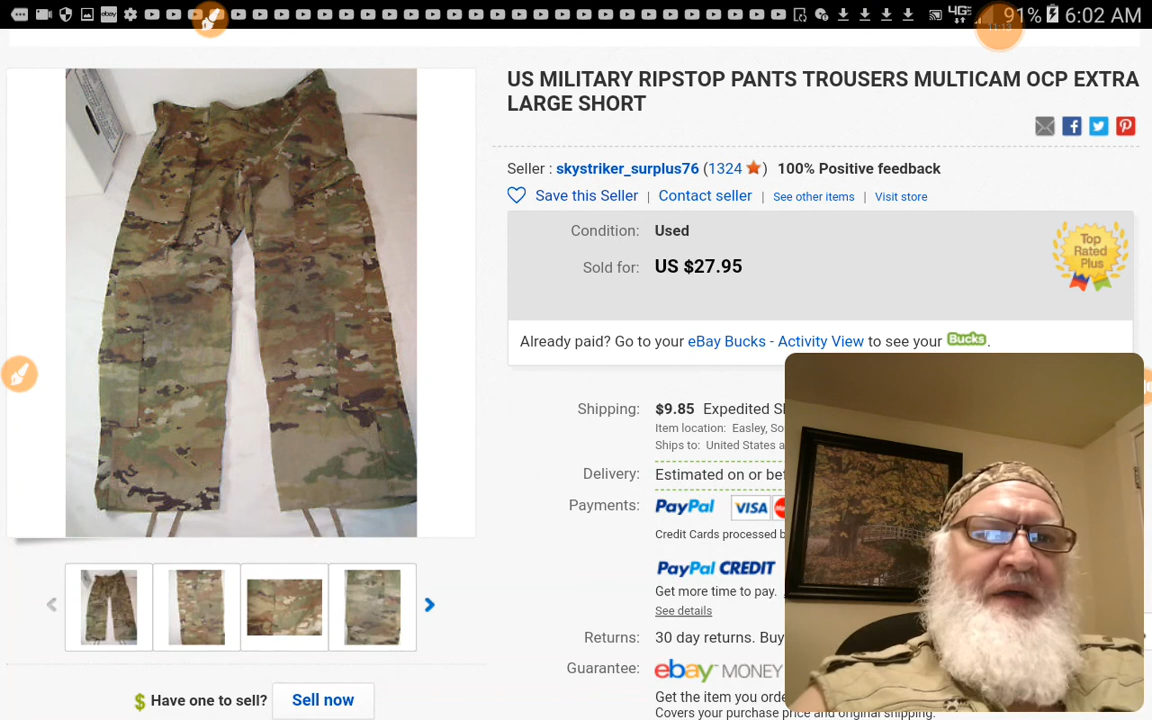 91% 6:02 AM
11:13
US MILITARY RIPSTOP PANTS TROUSERS MULTICAM OCP EXTRA
LARGE SHORT
Seller : skystriker_surplus76 (1324 ) 100% Positive feedback
Save this Seller | Contact seller | See other items | Visit store
Condition: Used
Sold for: US $27.95
Top
Rated
Plus
Already paid? Go to your eBay Bucks - Activity View to see your Bucks.
Shipping: $9.85 Expedited
Item location: Easley,
Ships to: United States
Delivery: Estimated on or
Payments: PayPal VISA
Credit Cards processed
PayPal CREDIT
Get more time to pay.
See details
Returns: 30 day returns. Buy
Guarantee: ebay MONEY
Get the item you
Covers your purchase price and original shipping.
$ Have one to sell? Sell now